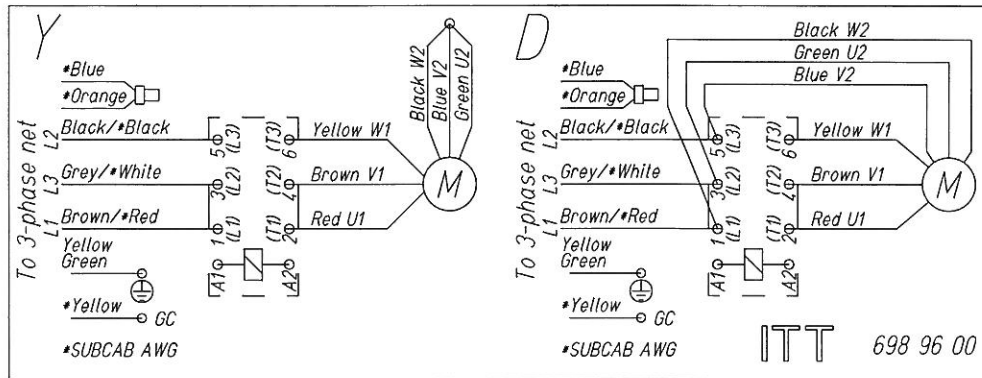 Y
*Blue
*Orange
To 3-phase net
L2
Black/*Black
L3
Grey/*White
L1
Brown/*Red
Yellow
Green
*Yellow
GC
*SUBCAB AWG
5
(L3)
(T3)
6
3
(L2)
(T2)
4
1
(L1)
(T1)
2
A1
A2
Yellow W1
Brown V1
Red U1
Black W2
Blue V2
Green U2
M
D
*Blue
*Orange
To 3-phase net
L2
Black/*Black
L3
Grey/*White
L1
Brown/*Red
Yellow
Green
*Yellow
GC
*SUBCAB AWG
5
(L3)
(T3)
6
3
(L2)
(T2)
4
1
(L1)
(T1)
2
A1
A2
Black W2
Green U2
Blue V2
Yellow W1
Brown V1
Red U1
M
ITT
698 96 00